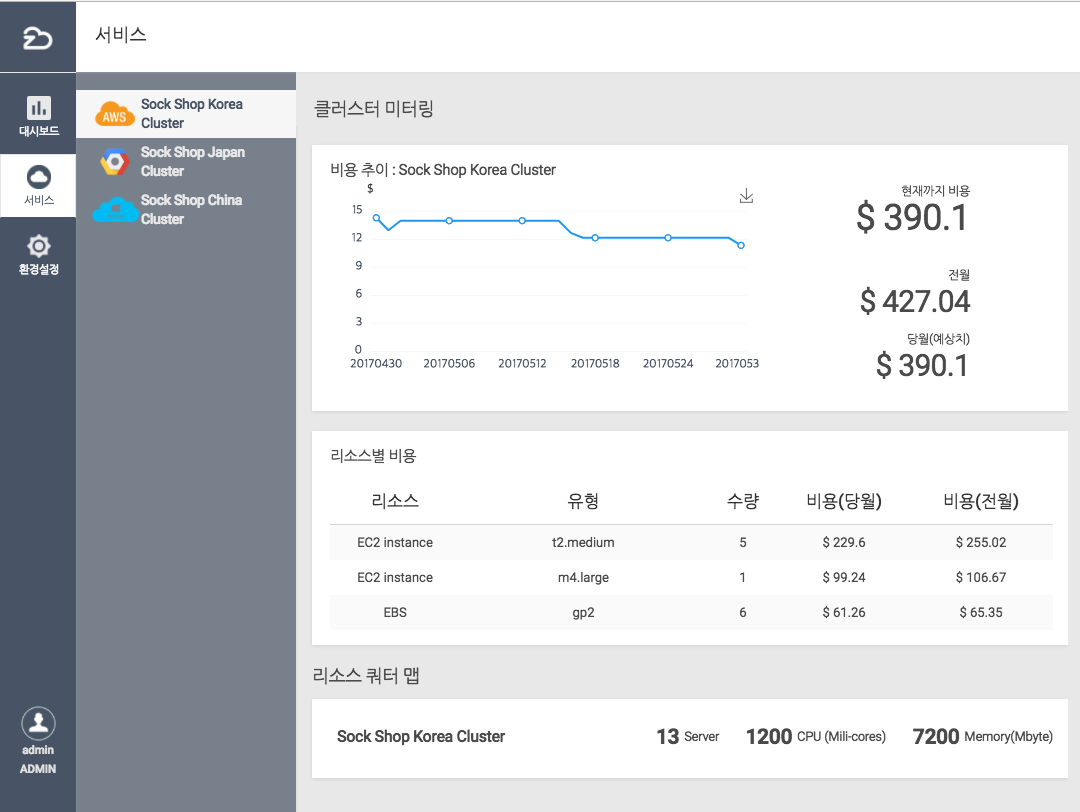 서비스
대시보드
서비스
환경설정
admin
ADMIN
AWS
Sock Shop Korea
Cluster
Sock Shop Japan
Cluster
Sock Shop China
Cluster
클러스터 미터링
비용 추이 : Sock Shop Korea Cluster
$
15
12
9
6
3
0
20170430 20170506 20170512 20170518 20170524 2017053
현재까지 비용
$ 390.1
전월
$ 427.04
당월(예상치)
$ 390.1
리소스별 비용
리소스 유형 수량 비용(당월) 비용(전월)
EC2 instance t2.medium 5 $ 229.6 $ 255.02
EC2 instance m4.large 1 $ 99.24 $ 106.67
EBS gp2 6 $ 61.26 $ 65.35
리소스 쿼터 맵
Sock Shop Korea Cluster 13 Server 1200 CPU (Mili-cores) 7200 Memory(Mbyte)